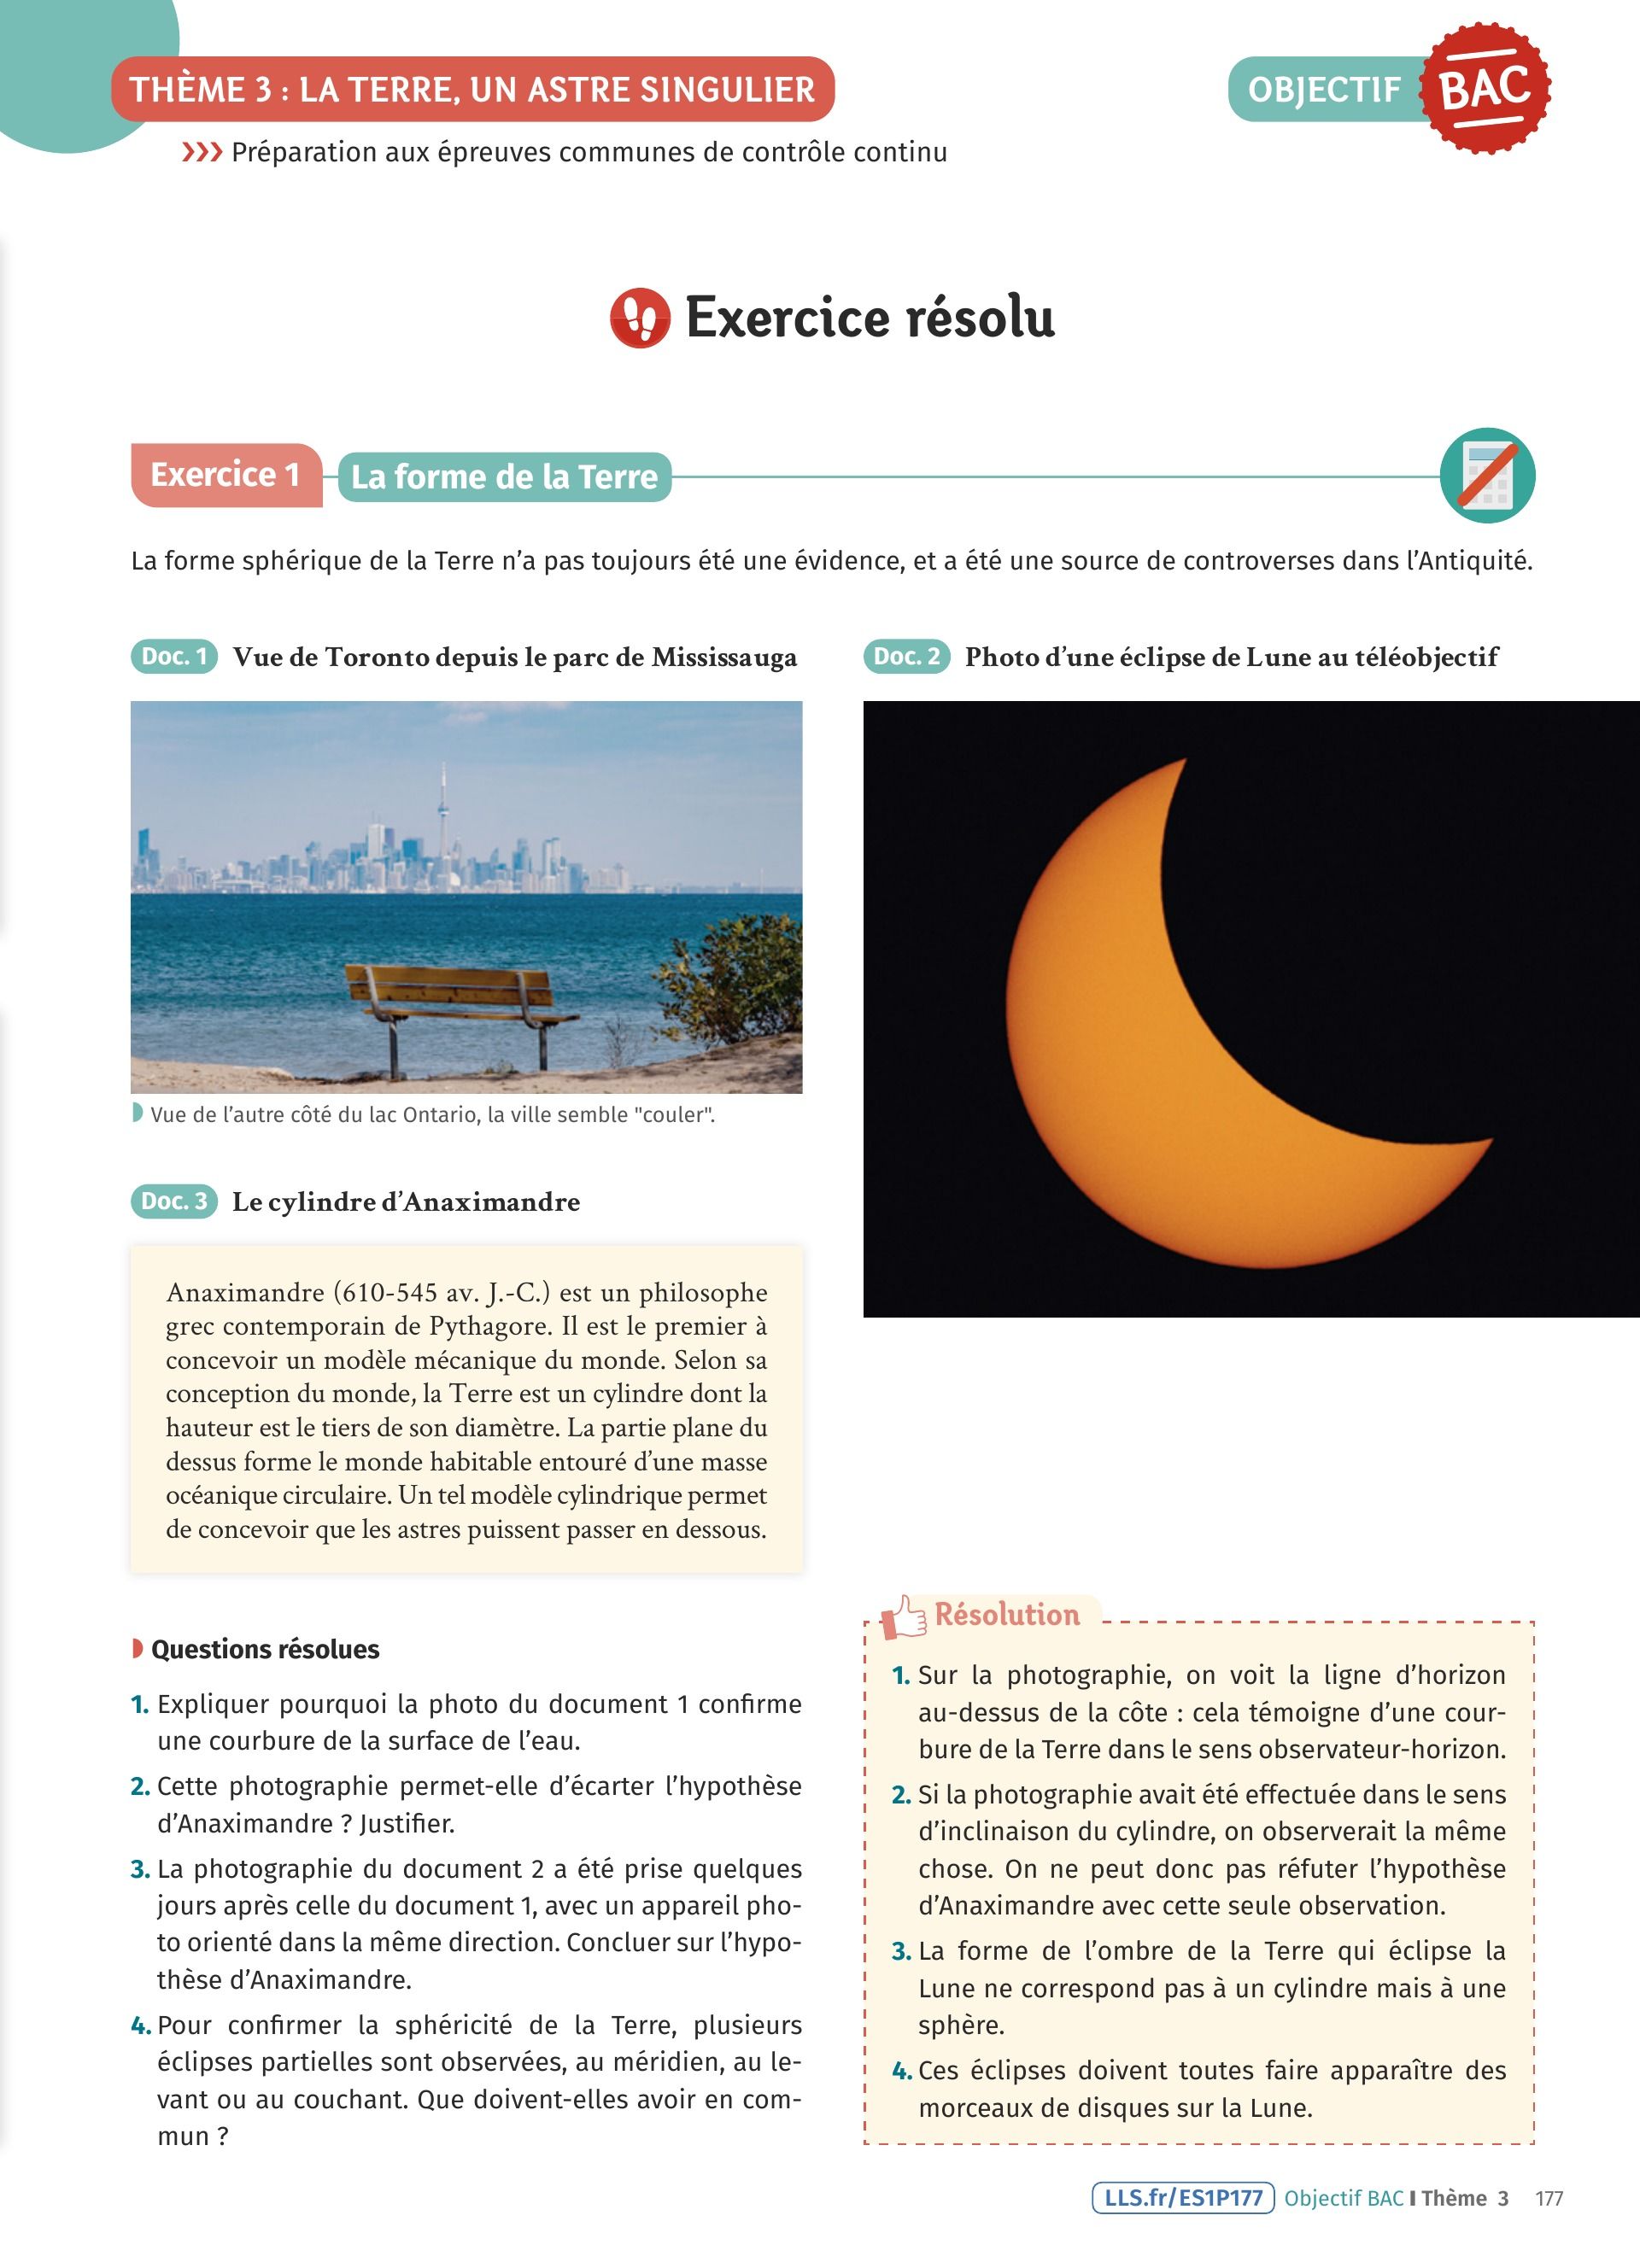 THÈME 3 : LA TERRE, UN ASTRE SINGULIER
OBJECTIF BAC
Préparation aux épreuves communes de contrôle continu
Exercice résolu
Exercice 1 La forme de la Terre
La forme sphérique de la Terre n'a pas toujours été une évidence, et a été une source de controverses dans l'Antiquité.
Doc. 1 Vue de Toronto depuis le parc de Mississauga
Vue de l'autre côté du lac Ontario, la ville semble "couler".
Doc. 2 Photo d'une éclipse de Lune au téléobjectif
Doc. 3 Le cylindre d'Anaximandre
Anaximandre (610-545 av. J.-C.) est un philosophe
grec contemporain de Pythagore. Il est le premier à
concevoir un modèle mécanique du monde. Selon sa
conception du monde, la Terre est un cylindre dont la
hauteur est le tiers de son diamètre. La partie plane du
dessus forme le monde habitable entouré d'une masse
océanique circulaire. Un tel modèle cylindrique permet
de concevoir que les astres puissent passer en dessous.
Questions résolues
1. Expliquer pourquoi la photo du document 1 confirme
une courbure de la surface de l'eau.
2. Cette photographie permet-elle d'écarter l'hypothèse
d'Anaximandre ? Justifier.
3. La photographie du document 2 a été prise quelques
jours après celle du document 1, avec un appareil pho-
to orienté dans la même direction. Concluer sur l'hypo-
thèse d'Anaximandre.
4. Pour confirmer la sphéricité de la Terre, plusieurs
éclipses partielles sont observées, au méridien, au le-
vant ou au couchant. Que doivent-elles avoir en com-
mun ?
Résolution
1. Sur la photographie, on voit la ligne d'horizon
au-dessus de la côte : cela témoigne d'une cour-
bure de la Terre dans le sens observateur-horizon.
2. Si la photographie avait été effectuée dans le sens
d'inclinaison du cylindre, on observerait la même
chose. On ne peut donc pas réfuter l'hypothèse
d'Anaximandre avec cette seule observation.
3. La forme de l'ombre de la Terre qui éclipse la
Lune ne correspond pas à un cylindre mais à une
sphère.
4. Ces éclipses doivent toutes faire apparaître des
morceaux de disques sur la Lune.
LLS.fr/ES1P177 Objectif BAC I Thème 3 177